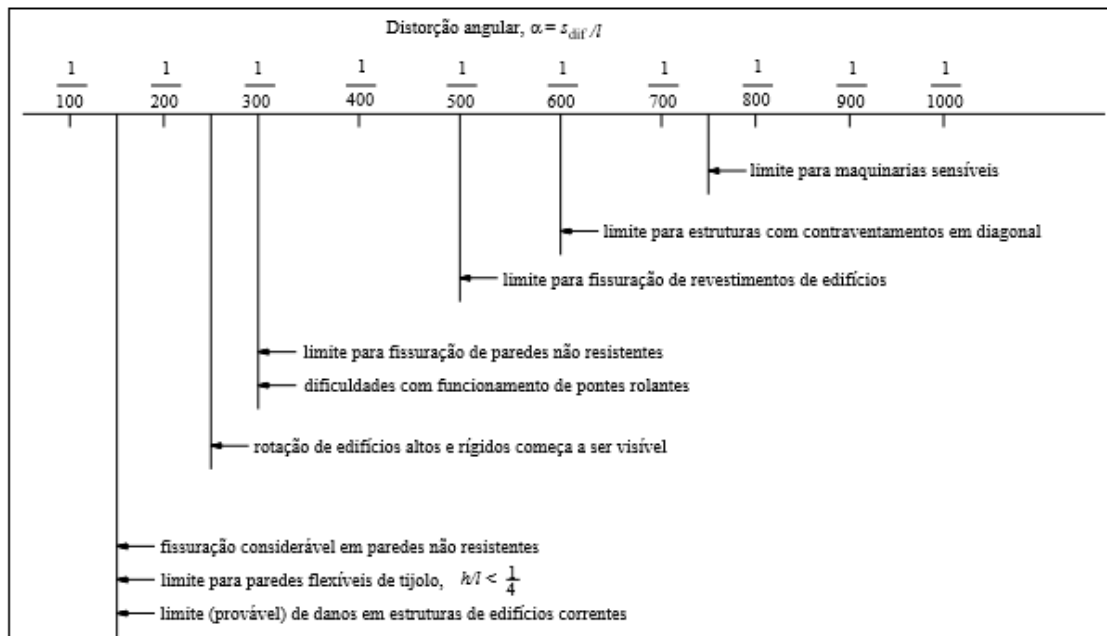 Distorção angular, α = s_dif /l
1/100 1/200 1/300 1/400 1/500 1/600 1/700 1/800 1/900 1/1000
limite para maquinarias sensíveis
limite para estruturas com contraventamentos em diagonal
limite para fissuração de revestimentos de edifícios
limite para fissuração de paredes não resistentes
dificuldades com funcionamento de pontes rolantes
rotação de edifícios altos e rígidos começa a ser visível
fissuração considerável em paredes não resistentes
limite para paredes flexíveis de tijolo, h/l < 1/4
limite (provável) de danos em estruturas de edifícios correntes